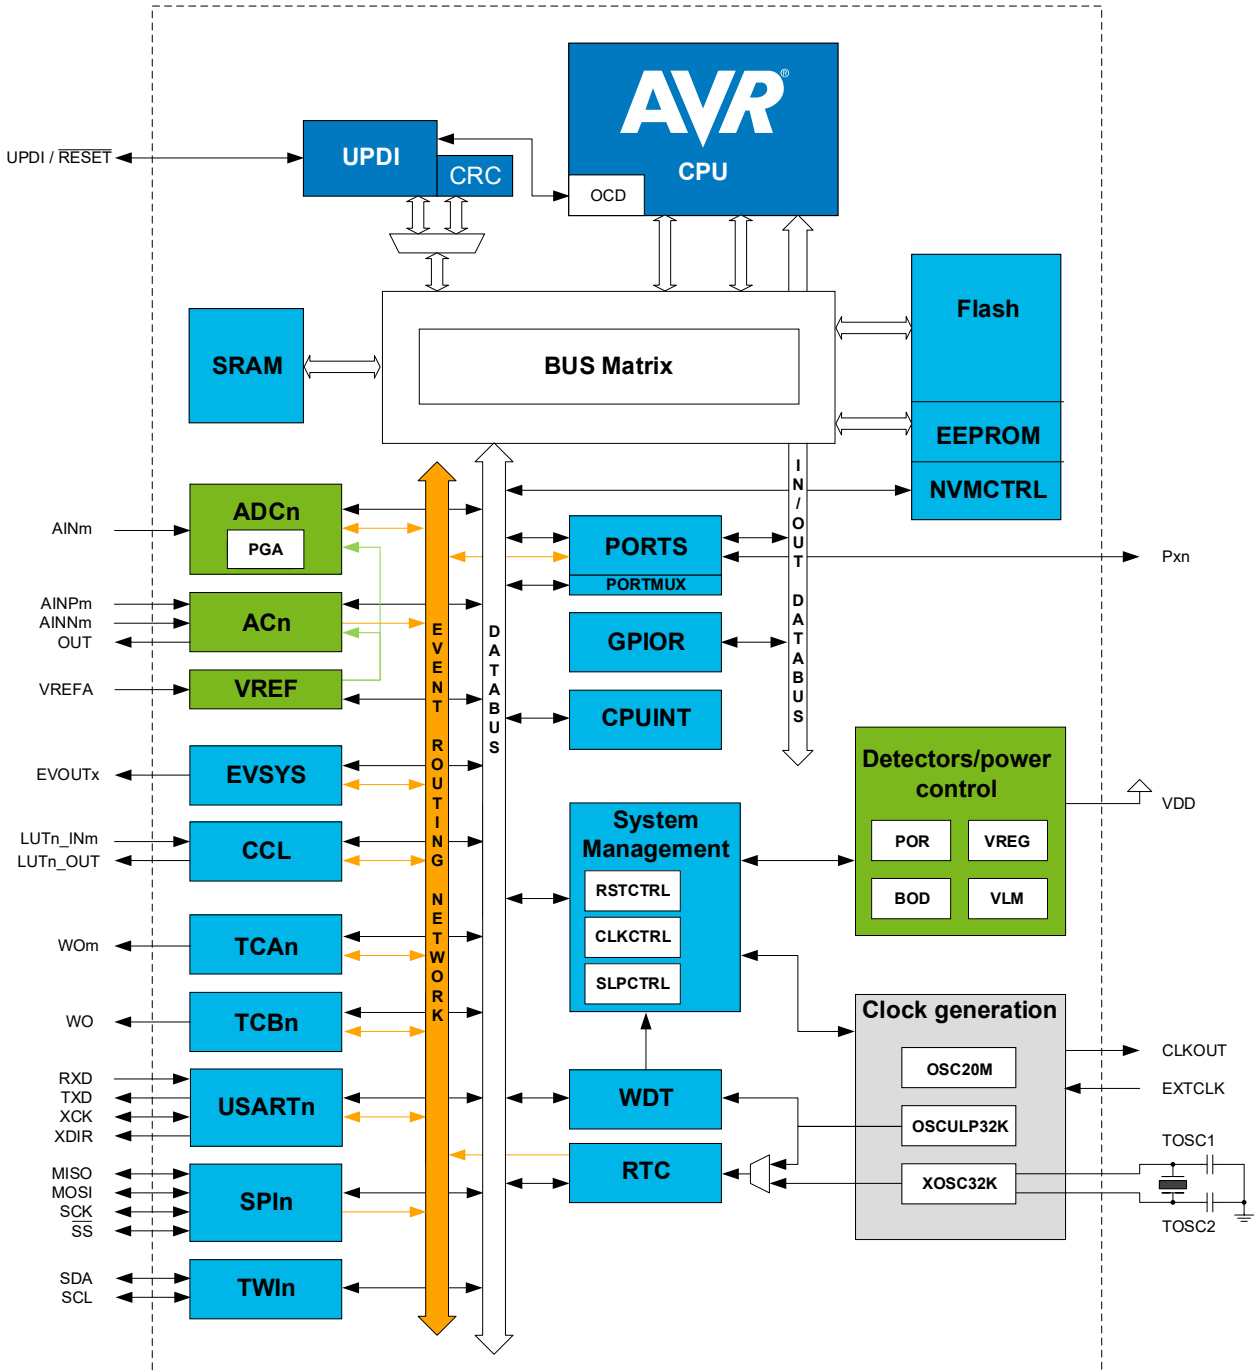 AVR®
CPU
OCD
UPDI
CRC
UPDI / RESET
Flash
EEPROM
NVMCTRL
SRAM
BUS Matrix
ADCn
PGA
AINm
ACn
AINPm
AINNm
OUT
VREF
VREFA
EVSYS
EVOUTx
CCL
LUTn_INm
LUTn_OUT
TCAn
WOm
TCBn
WO
USARTn
RXD
TXD
XCK
XDIR
SPIn
MISO
MOSI
SCK
SS
TWIn
SDA
SCL
EVENT ROUTING NETWORK
DATABUS
IN/OUT DATABUS
PORTS
PORTMUX
Pxn
GPIOR
CPUINT
System
Management
RSTCTRL
CLKCTRL
SLPCTRL
WDT
RTC
Detectors/power
control
POR
VREG
BOD
VLM
VDD
Clock generation
OSC20M
OSCULP32K
XOSC32K
CLKOUT
EXTCLK
TOSC1
TOSC2